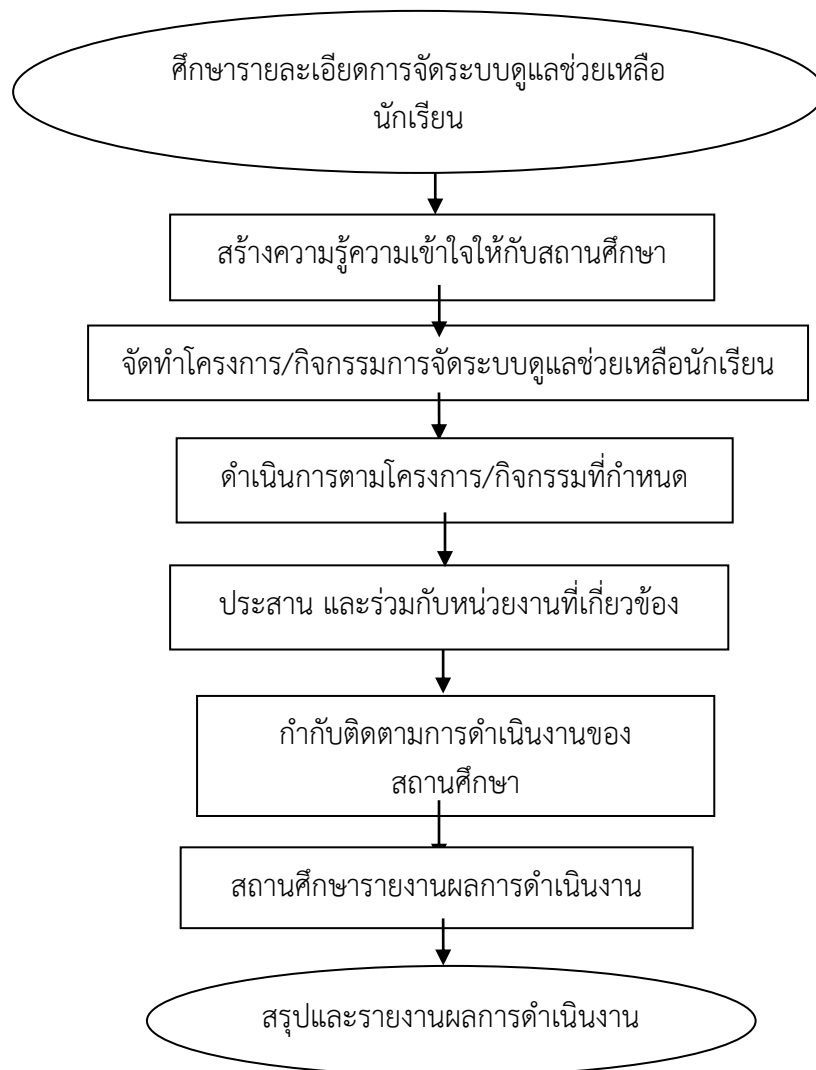 ศึกษารายละเอียดการจัดระบบดูแลช่วยเหลือ
นักเรียน
สร้างความรู้ความเข้าใจให้กับสถานศึกษา
จัดทำโครงการ/กิจกรรมการจัดระบบดูแลช่วยเหลือนักเรียน
ดำเนินการตามโครงการ/กิจกรรมที่กำหนด
ประสาน และร่วมกับหน่วยงานที่เกี่ยวข้อง
กำกับติดตามการดำเนินงานของ
สถานศึกษา
สถานศึกษารายงานผลการดำเนินงาน
สรุปและรายงานผลการดำเนินงาน